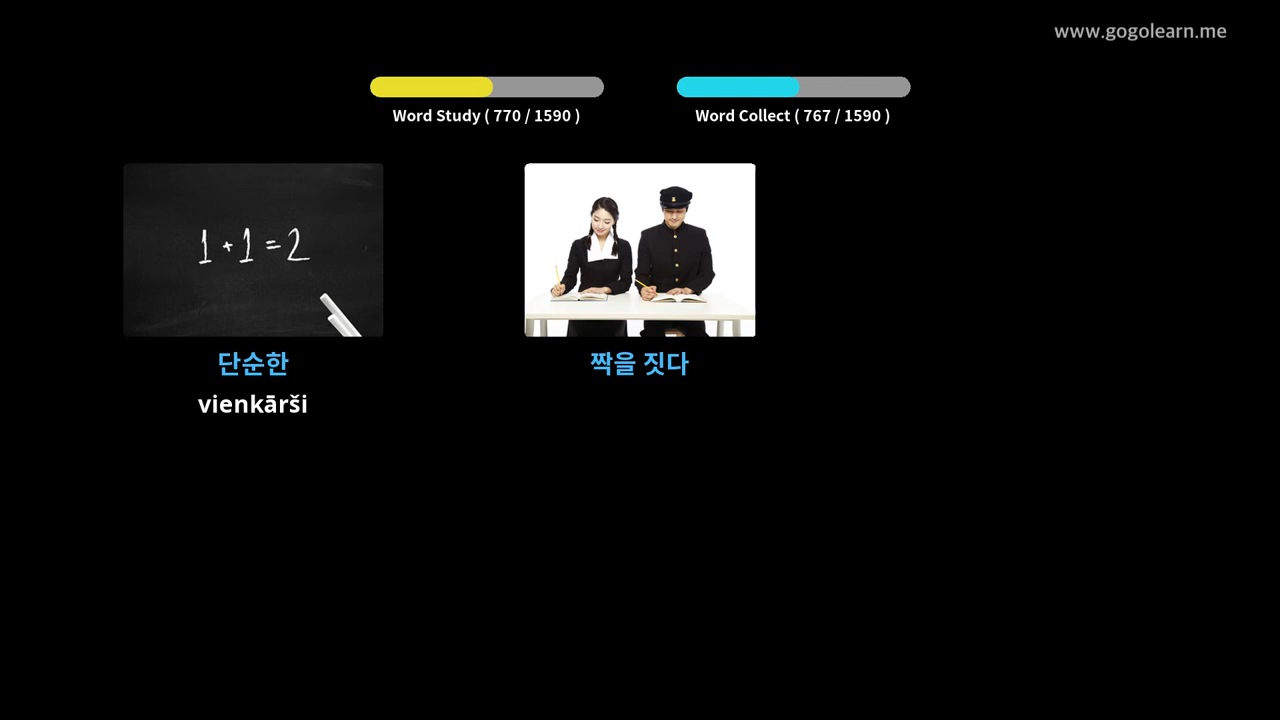 www.gogolearn.me
Word Study ( 770 / 1590 )
Word Collect ( 767 / 1590 )
1 + 1 = 2
단순한
짝을 짓다
vienkārši